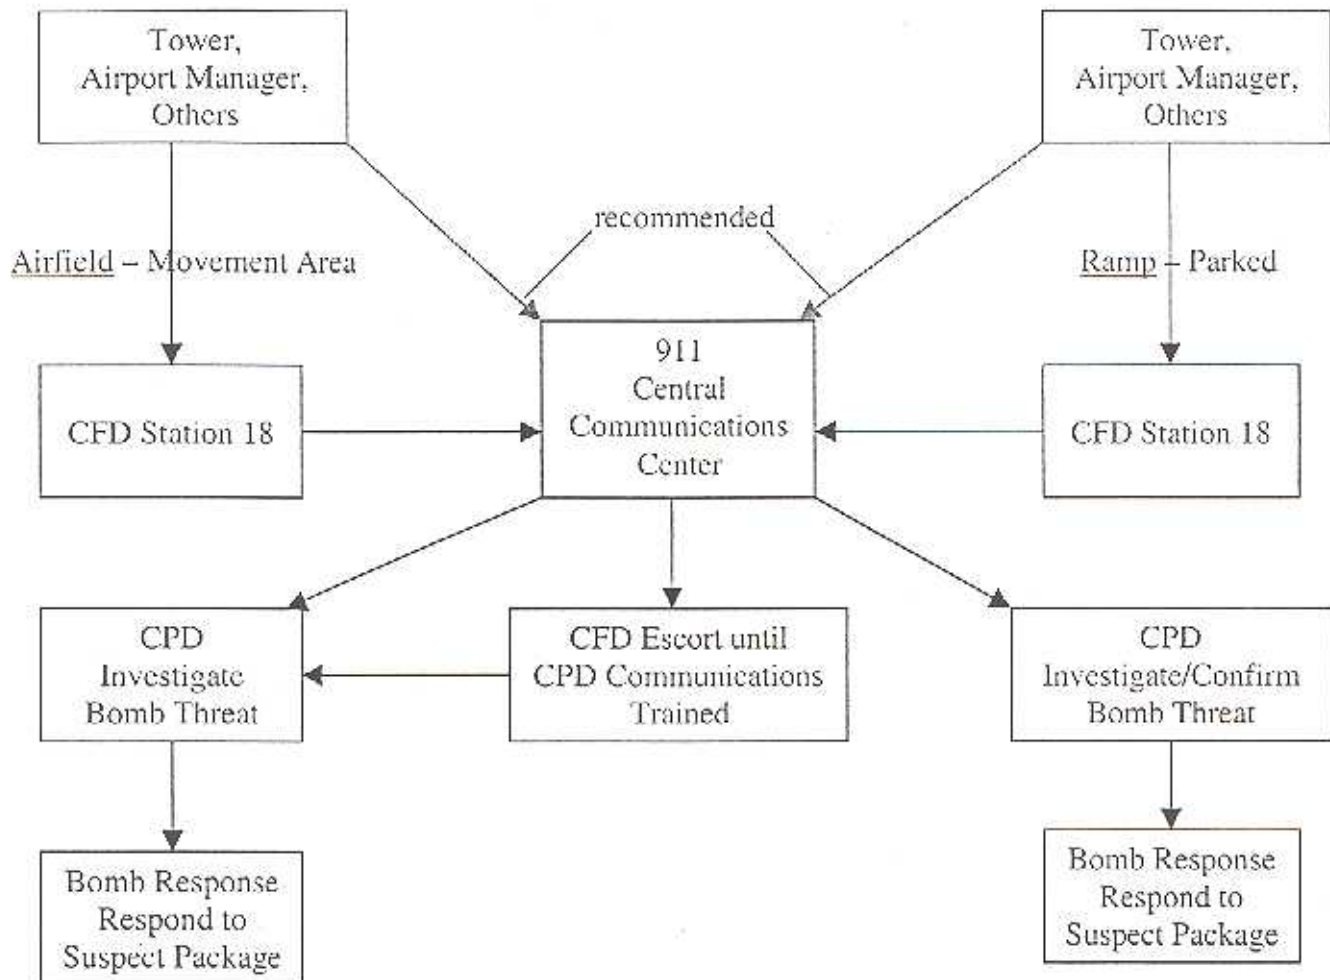 Tower,
Airport Manager,
Others
Tower,
Airport Manager,
Others
recommended
Airfield – Movement Area
Ramp – Parked
911
Central
Communications
Center
CFD Station 18
CFD Station 18
CPD
Investigate
Bomb Threat
CFD Escort until
CPD Communications
Trained
CPD
Investigate/Confirm
Bomb Threat
Bomb Response
Respond to
Suspect Package
Bomb Response
Respond to
Suspect Package